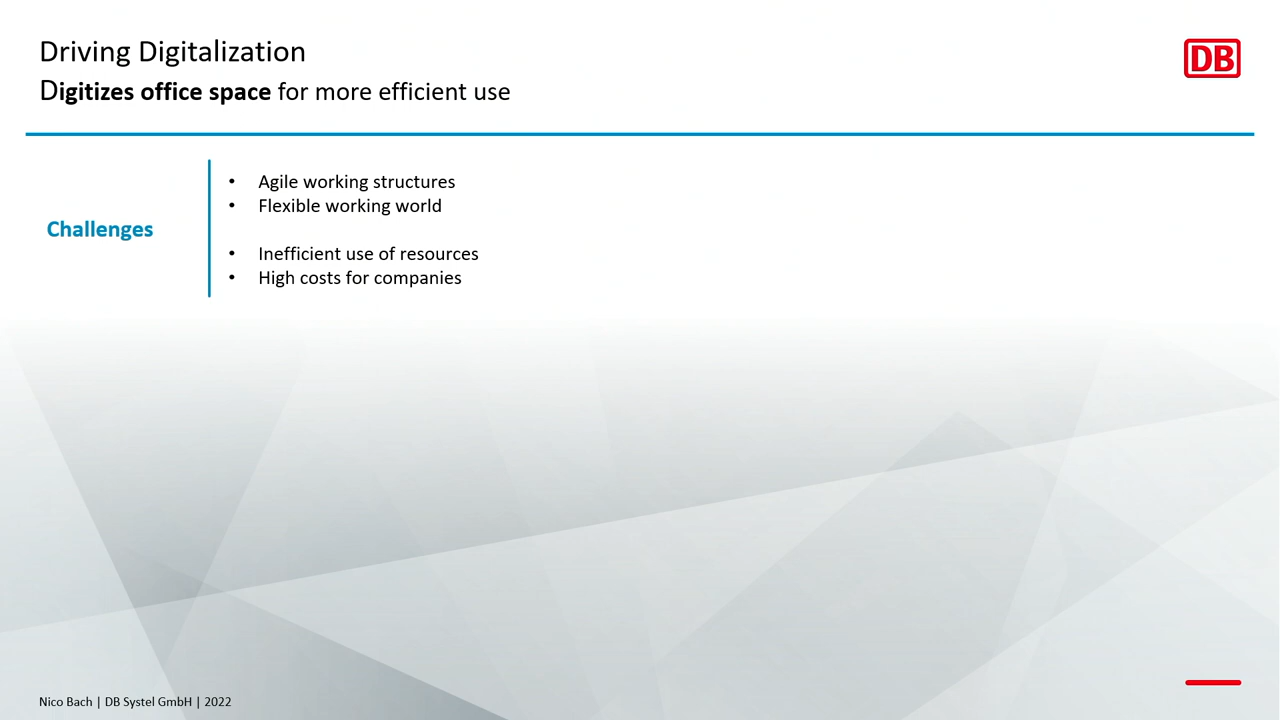 Driving Digitalization
Digitizes office space for more efficient use
DB
Challenges
• Agile working structures
• Flexible working world
• Inefficient use of resources
• High costs for companies
Nico Bach | DB Systel GmbH | 2022